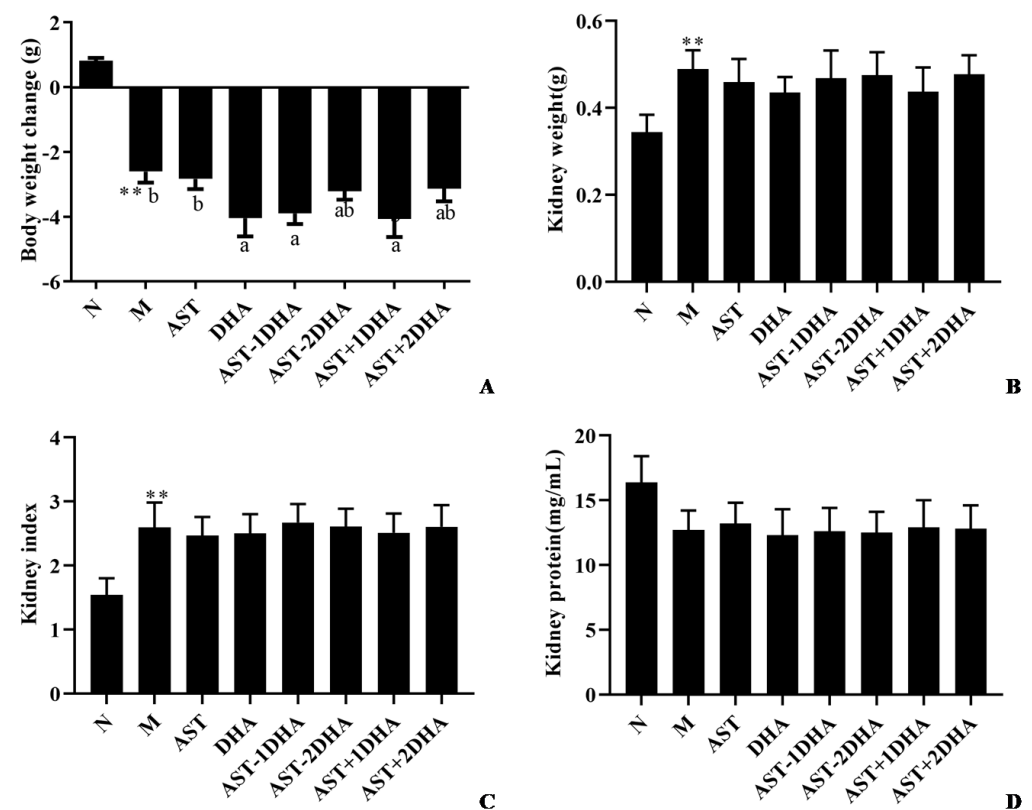 Body weight change (g)
2
0
-2
-4
-6
** b
b
a
a
ab
a
ab
N
M
AST
DHA
AST-1DHA
AST-2DHA
AST+1DHA
AST+2DHA
A
Kidney weight(g)
0.6
0.4
0.2
0.0
**
N
M
AST
DHA
AST-1DHA
AST-2DHA
AST+1DHA
AST+2DHA
B
Kidney index
4
3
2
1
0
**
N
M
AST
DHA
AST-1DHA
AST-2DHA
AST+1DHA
AST+2DHA
C
Kidney protein(mg/mL)
20
15
10
5
0
N
M
AST
DHA
AST-1DHA
AST-2DHA
AST+1DHA
AST+2DHA
D